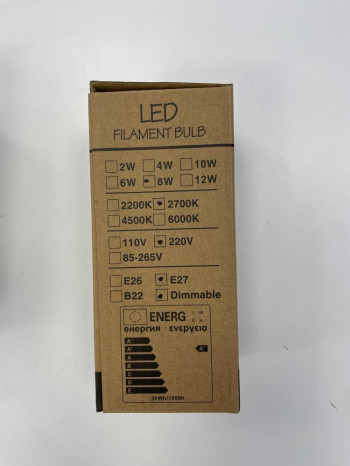 LED
FILAMENT BULB
2W 4W 10W
6W 8W 12W
2200K 2700K
4500K 6000K
110V 220V
85-265V
E26 E27
B22 Dimmable
ENERG
енергия · ενεργεια
A
B
C
D
E